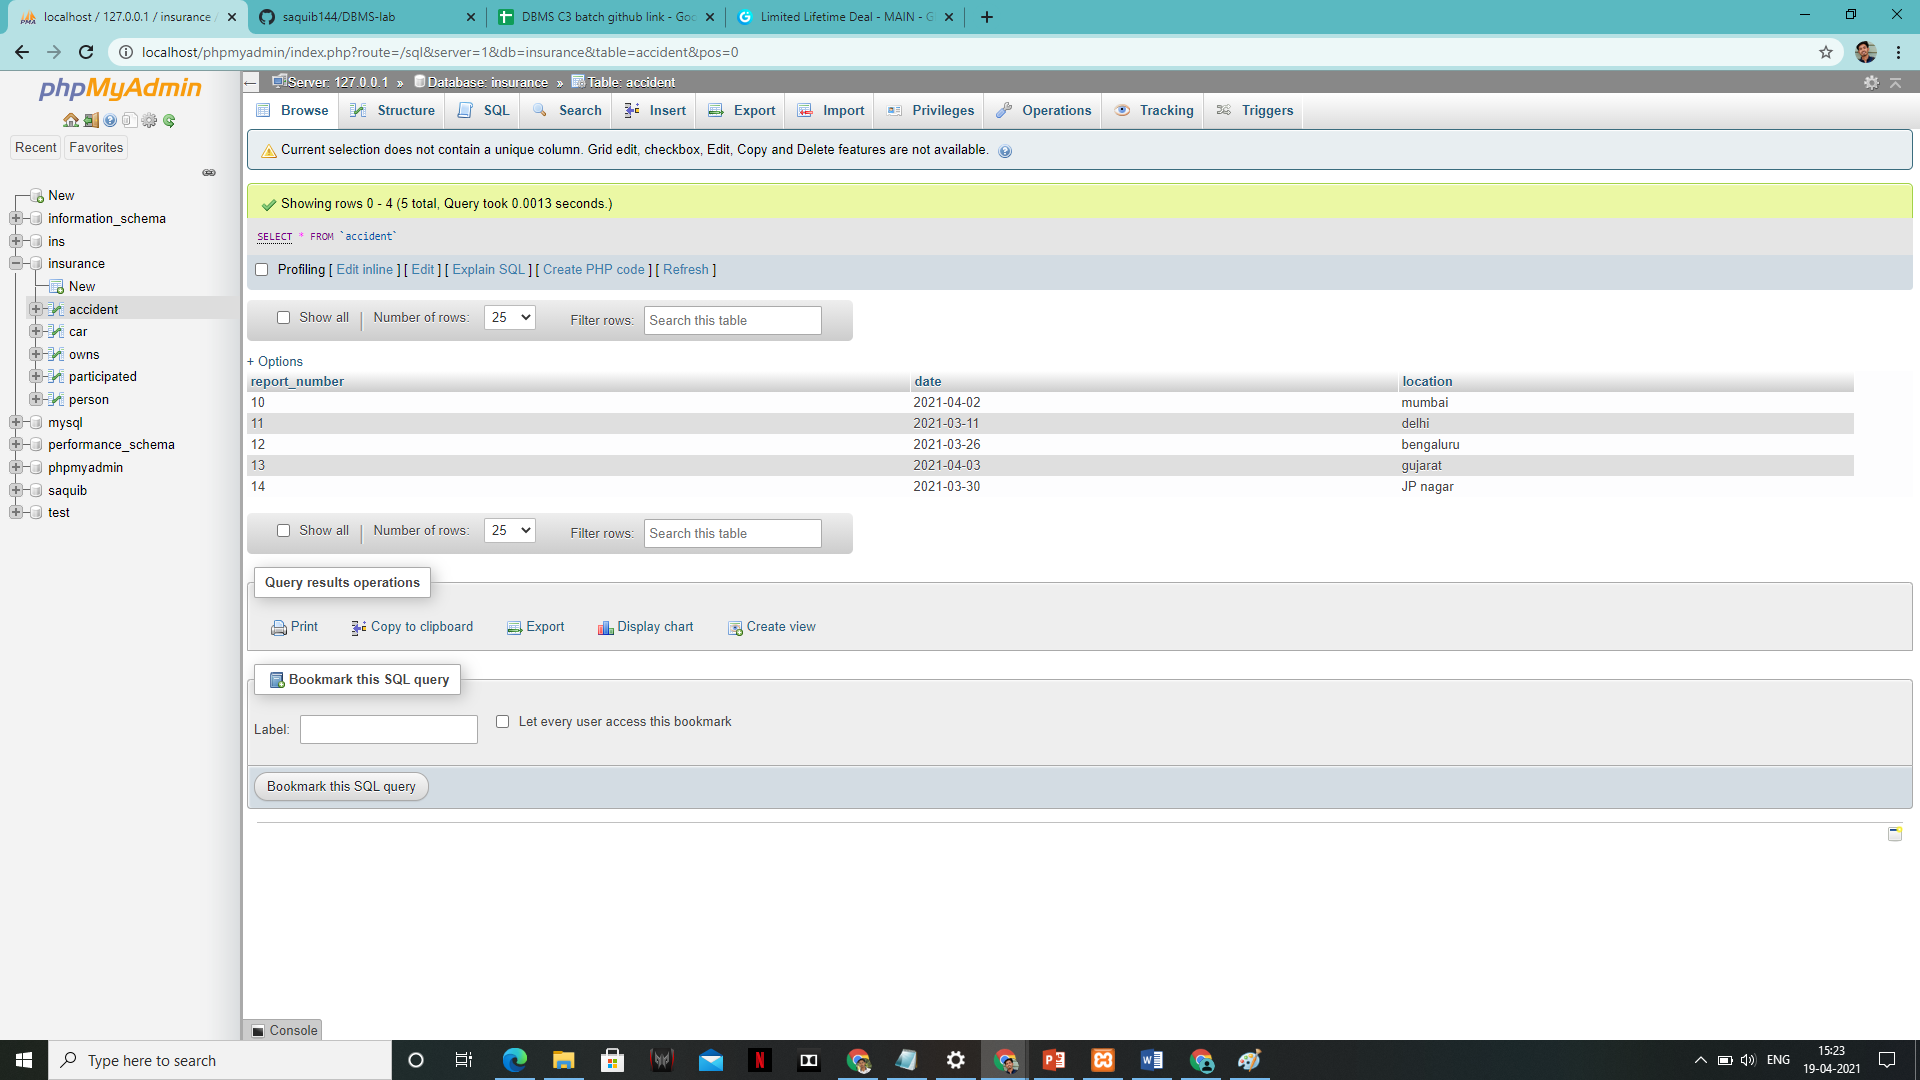 localhost / 127.0.0.1 / insurance /
saquib144/DBMS-lab
DBMS C3 batch github link - Goo
Limited Lifetime Deal - MAIN - G
localhost/phpmyadmin/index.php?route=/sql&server=1&db=insurance&table=accident&pos=0
phpMyAdmin
Server: 127.0.0.1 » Database: insurance » Table: accident
Browse Structure SQL Search Insert Export Import Privileges Operations Tracking Triggers
Recent Favorites
New
information_schema
ins
insurance
New
accident
car
owns
participated
person
mysql
performance_schema
phpmyadmin
saquib
test
Current selection does not contain a unique column. Grid edit, checkbox, Edit, Copy and Delete features are not available.
Showing rows 0 - 4 (5 total, Query took 0.0013 seconds.)
SELECT * FROM `accident`
Profiling [ Edit inline ] [ Edit ] [ Explain SQL ] [ Create PHP code ] [ Refresh ]
Show all | Number of rows: 25 Filter rows: Search this table
+ Options
report_number date location
10 2021-04-02 mumbai
11 2021-03-11 delhi
12 2021-03-26 bengaluru
13 2021-04-03 gujarat
14 2021-03-30 JP nagar
Show all | Number of rows: 25 Filter rows: Search this table
Query results operations
Print Copy to clipboard Export Display chart Create view
Bookmark this SQL query
Label: Let every user access this bookmark
Bookmark this SQL query
Console
Type here to search
ENG
15:23
19-04-2021